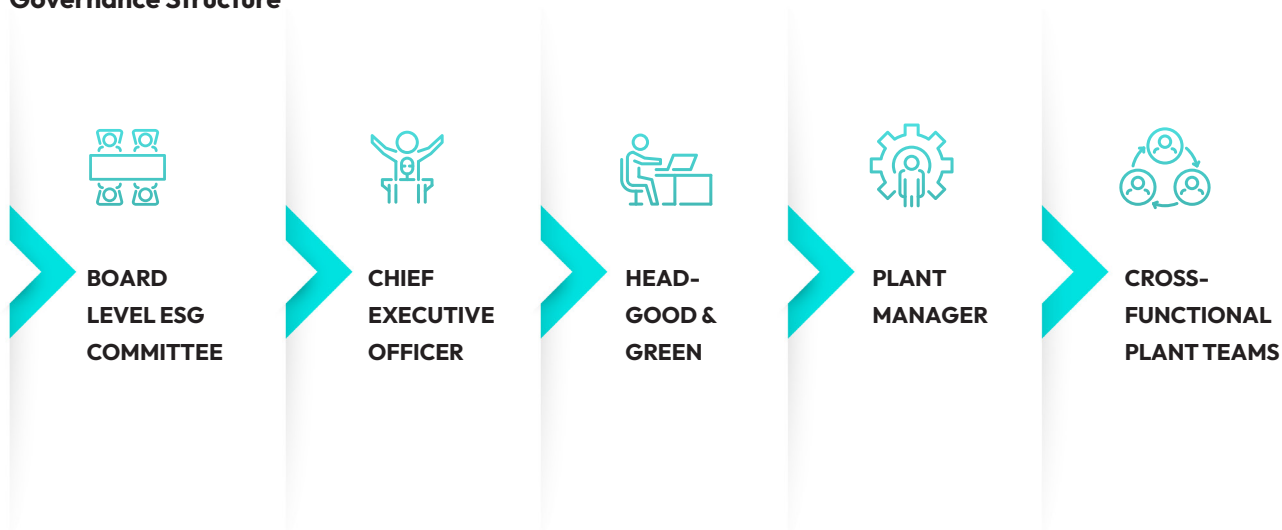 Governance Structure
BOARD
LEVEL ESG
COMMITTEE
CHIEF
EXECUTIVE
OFFICER
HEAD-
GOOD &
GREEN
PLANT
MANAGER
CROSS-
FUNCTIONAL
PLANT TEAMS